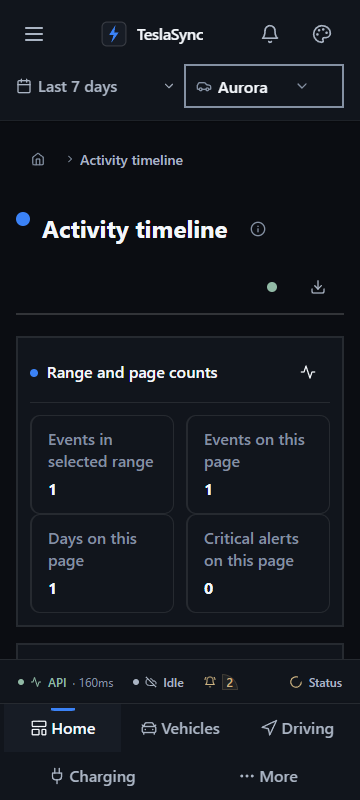 TeslaSync
Last 7 days
Aurora
Activity timeline
Activity timeline
Range and page counts
Events in selected range
1
Events on this page
1
Days on this page
1
Critical alerts on this page
0
API · 160ms
Idle
2
Status
Home
Vehicles
Driving
Charging
More